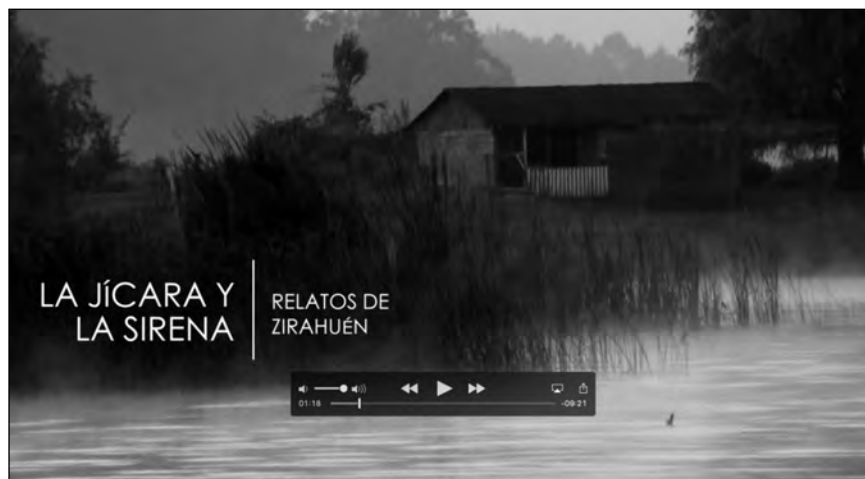 LA JÍCARA Y
LA SIRENA
RELATOS DE
ZIRAHUÉN
01:18
-09:21